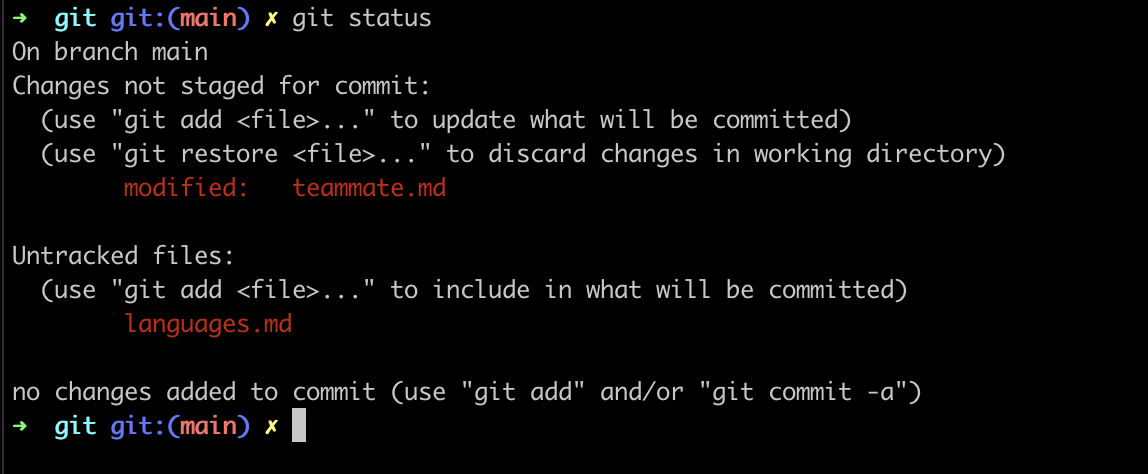 ➜  git git:(main) ✗ git status
On branch main
Changes not staged for commit:
  (use "git add <file>..." to update what will be committed)
  (use "git restore <file>..." to discard changes in working directory)
        modified:   teammate.md

Untracked files:
  (use "git add <file>..." to include in what will be committed)
        languages.md

no changes added to commit (use "git add" and/or "git commit -a")
➜  git git:(main) ✗